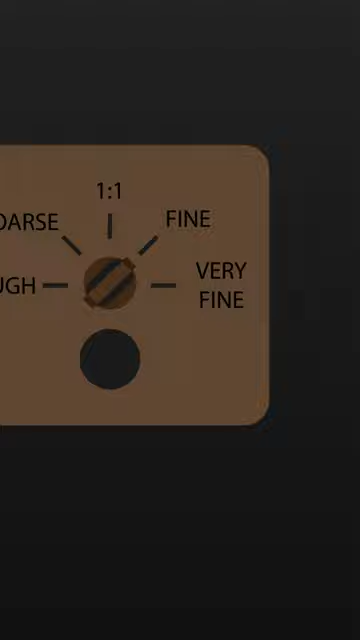 1:1
OARSE
FINE
UGH
VERY
FINE